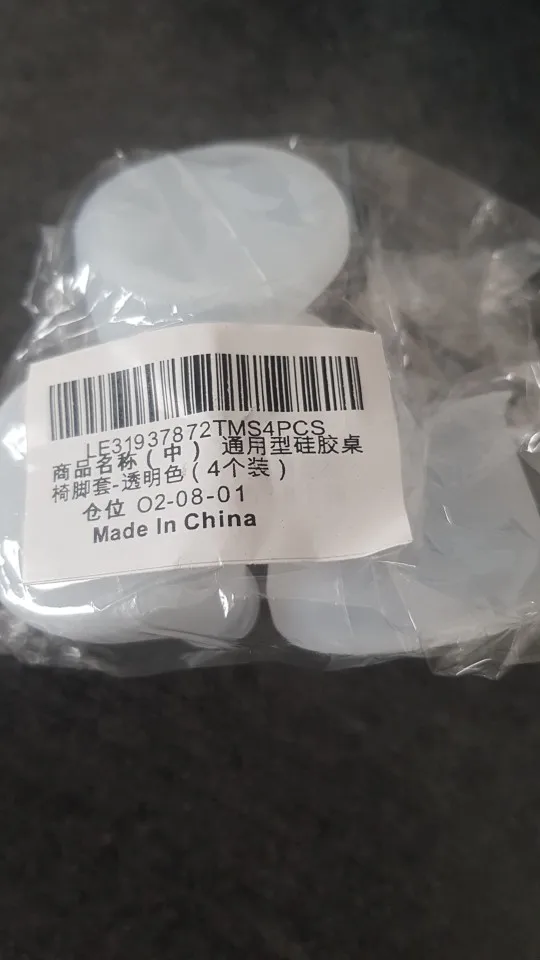 LE31937872TMS4PCS
商品名称（中） 通用型硅胶桌
椅脚套-透明色（4个装）
仓位 O2-08-01
Made In China